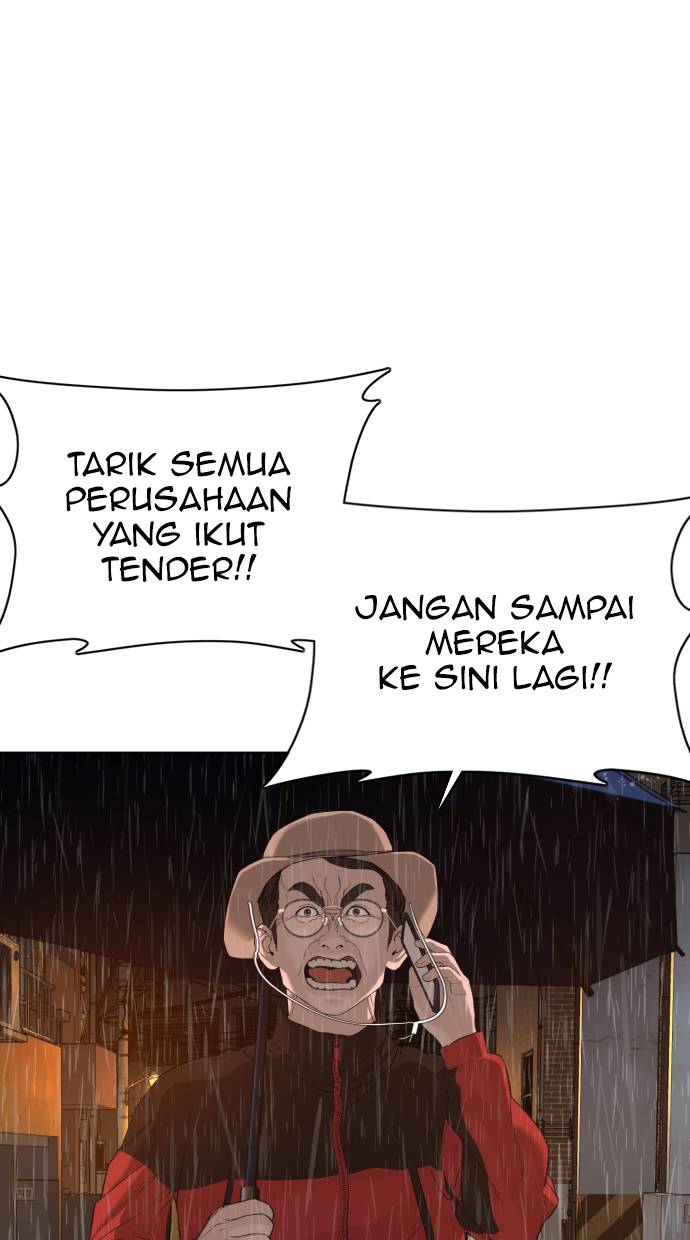 TARIK SEMUA
PERUSAHAAN
YANG IKUT
TENDER!!
JANGAN SAMPAI
MEREKA
KE SINI LAGI!!